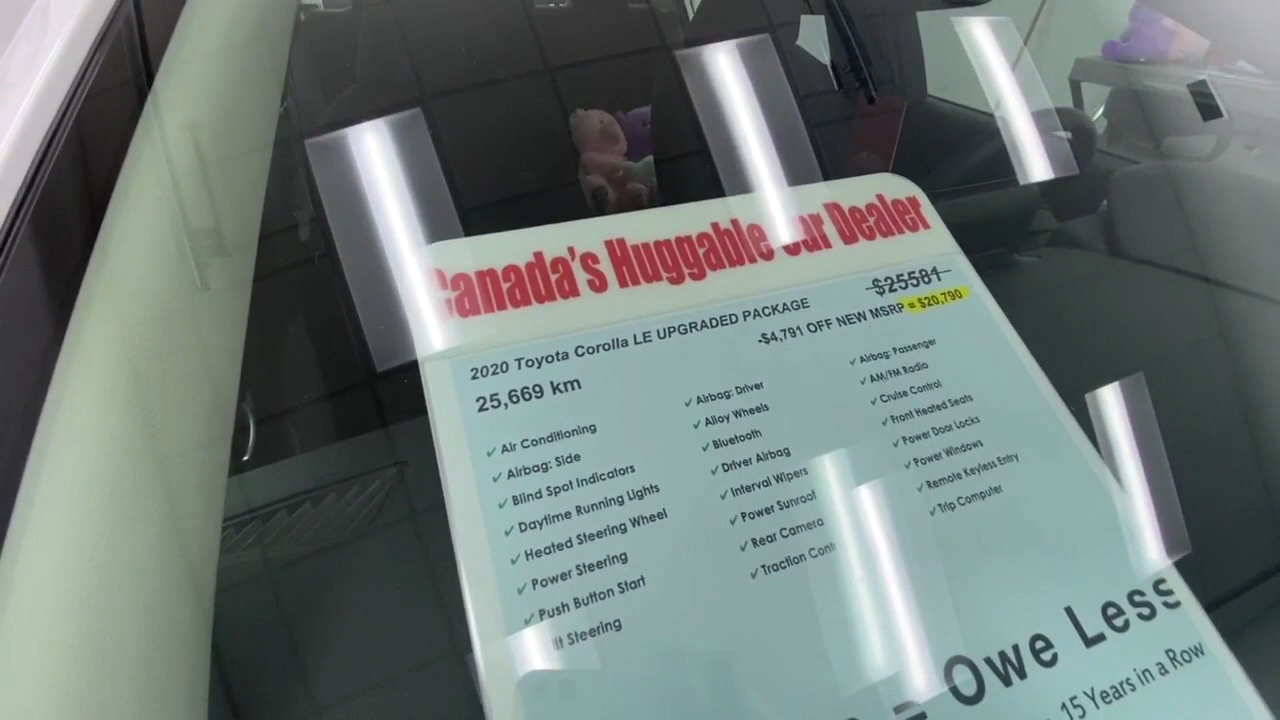 Canada's Huggable Car Dealer
$25581
2020 Toyota Corolla LE UPGRADED PACKAGE
-$4,791 OFF NEW MSRP = $20,790
25,669 km
✓ Air Conditioning
✓ Airbag: Side
✓ Blind Spot Indicators
✓ Daytime Running Lights
✓ Heated Steering Wheel
✓ Power Steering
✓ Push Button Start
Steering
✓ Airbag: Driver
✓ Alloy Wheels
✓ Bluetooth
✓ Driver Airbag
✓ Interval Wipers
✓ Power Sunroof
✓ Rear Camera
✓ Traction
✓ Airbag: Passenger
✓ AM/FM Radio
✓ Cruise Control
✓ Front Heated Seats
✓ Power Door Locks
✓ Power Windows
✓ Remote Keyless Entry
✓ Trip Computer
= Owe Less
15 Years in a Row